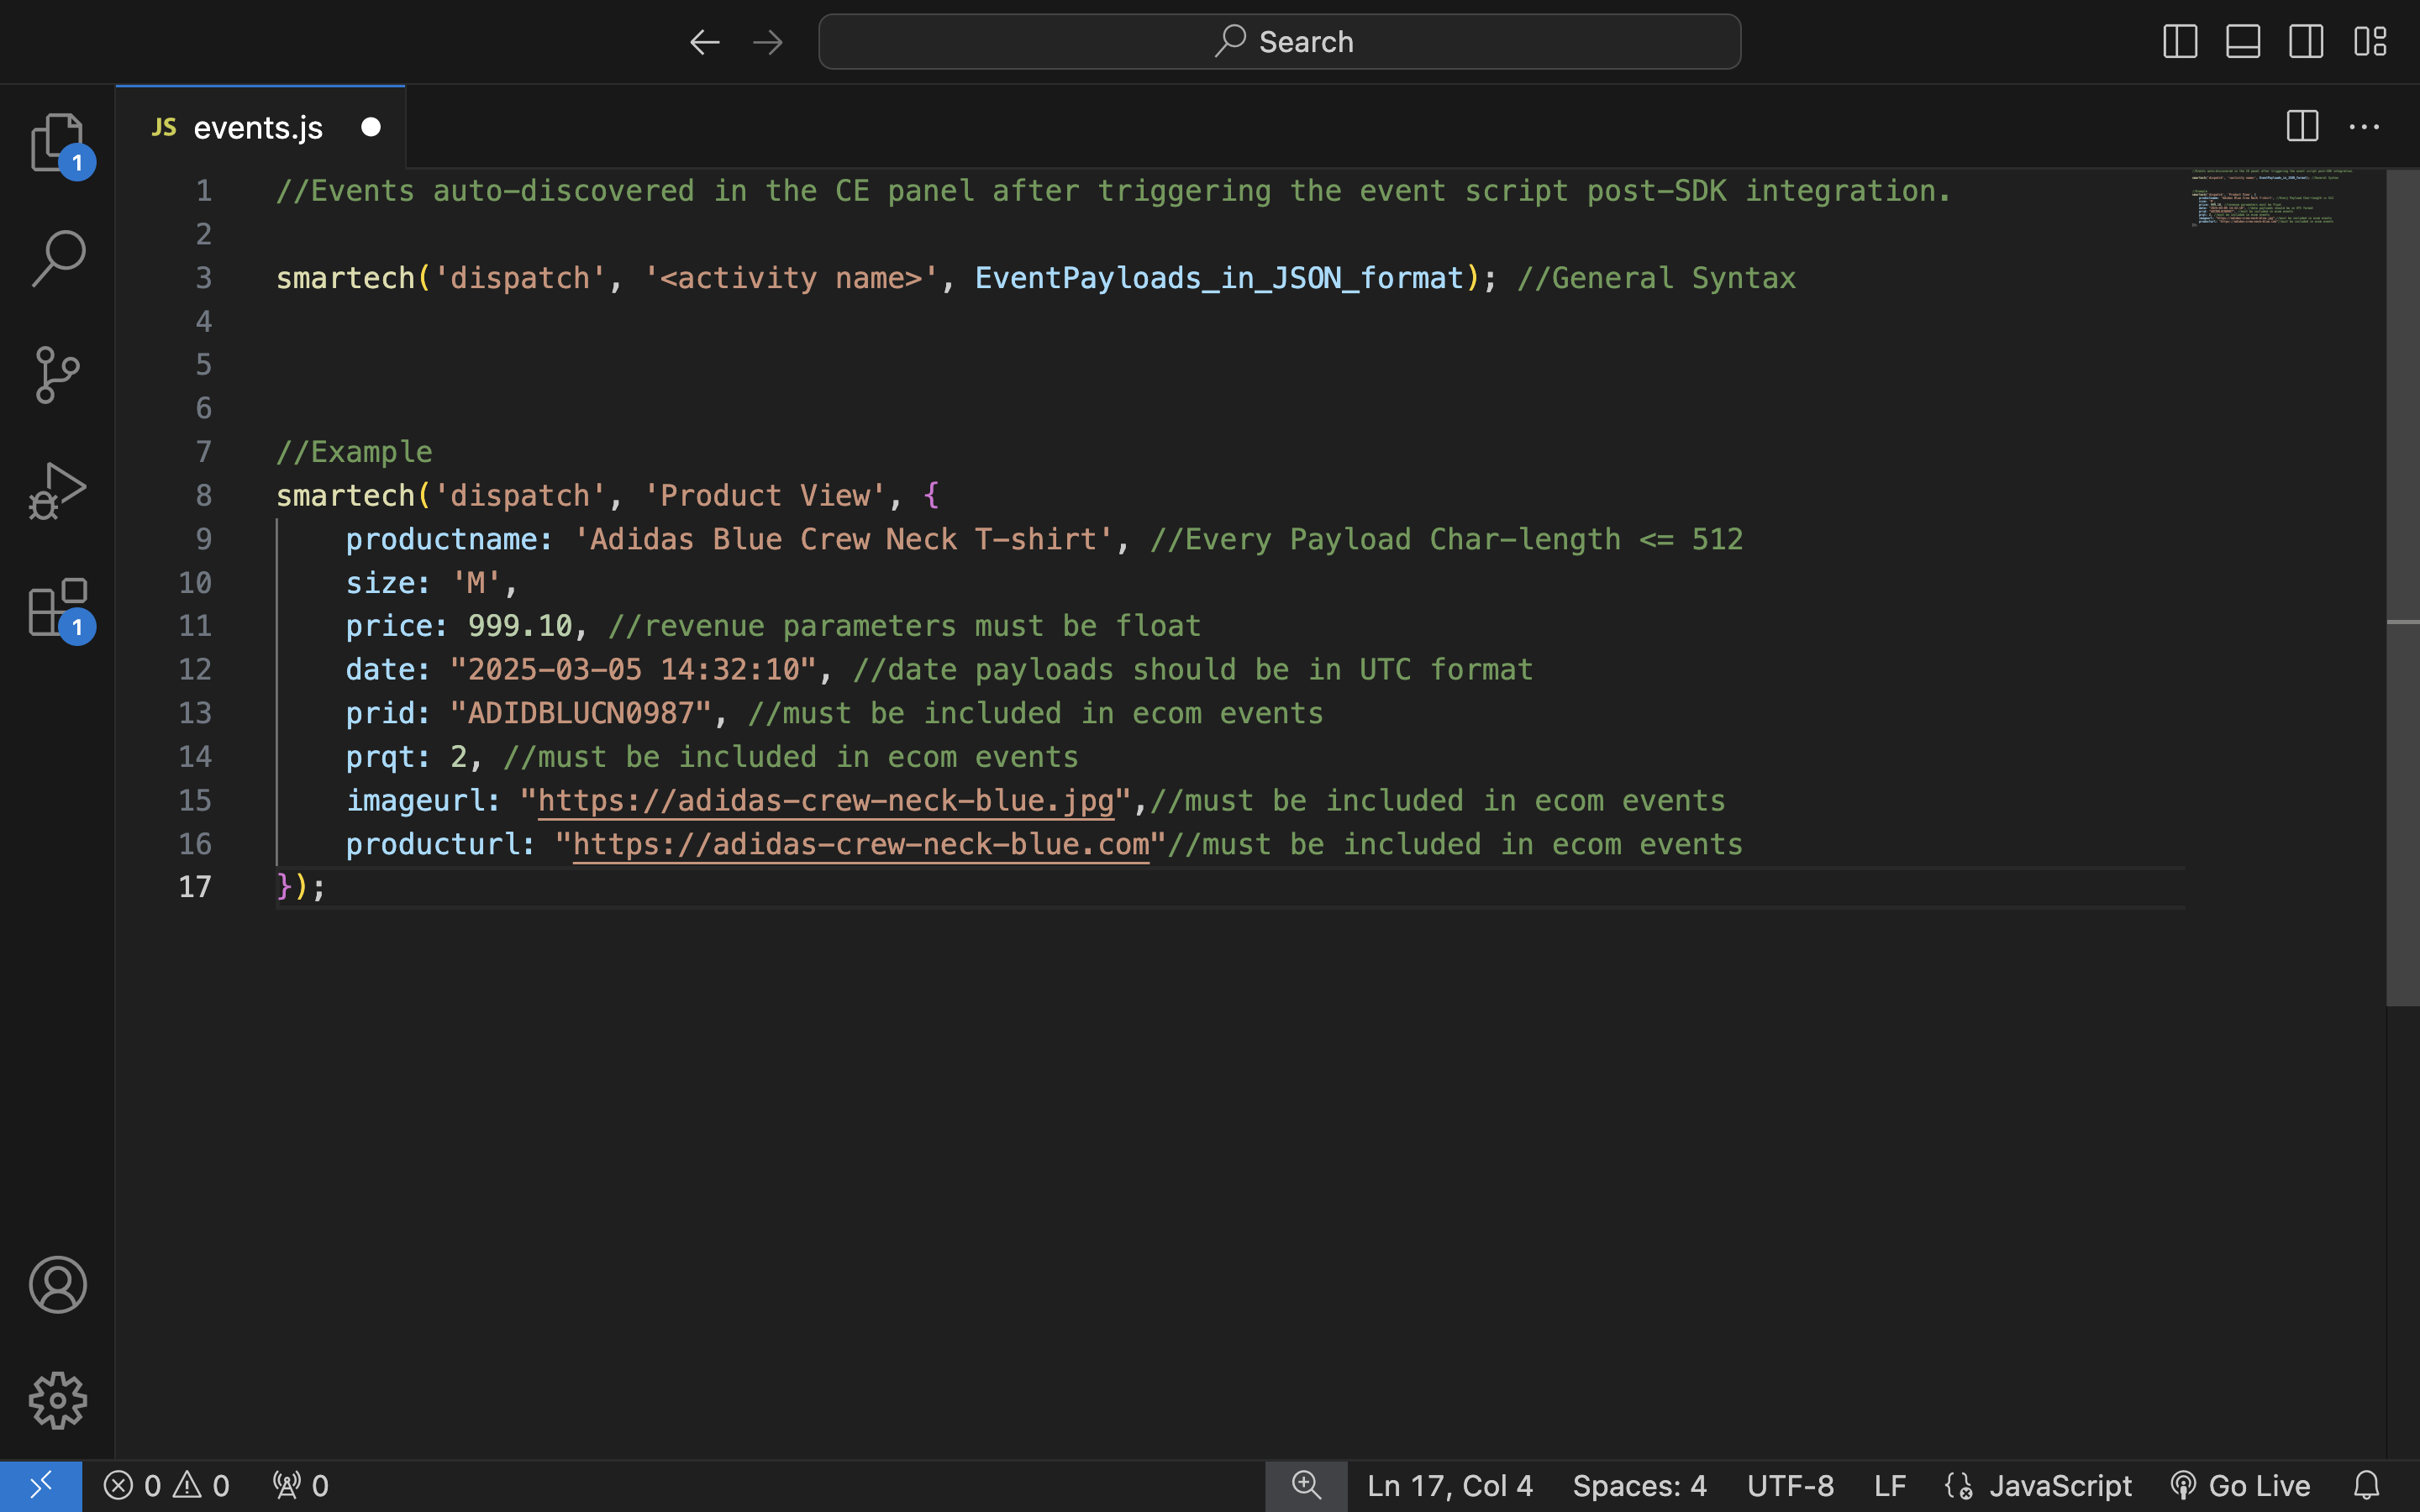 Search
JS events.js
1
1
1 //Events auto-discovered in the CE panel after triggering the event script post-SDK integration.
2
3 smartech('dispatch', '<activity name>', EventPayloads_in_JSON_format); //General Syntax
4
5
6
7 //Example
8 smartech('dispatch', 'Product View', {
9 productname: 'Adidas Blue Crew Neck T-shirt', //Every Payload Char-length <= 512
10 size: 'M',
11 price: 999.10, //revenue parameters must be float
12 date: "2025-03-05 14:32:10", //date payloads should be in UTC format
13 prid: "ADIDBLUCN0987", //must be included in ecom events
14 prqt: 2, //must be included in ecom events
15 imageurl: "https://adidas-crew-neck-blue.jpg",//must be included in ecom events
16 producturl: "https://adidas-crew-neck-blue.com"//must be included in ecom events
17 });
0 0 0 Ln 17, Col 4 Spaces: 4 UTF-8 LF JavaScript Go Live